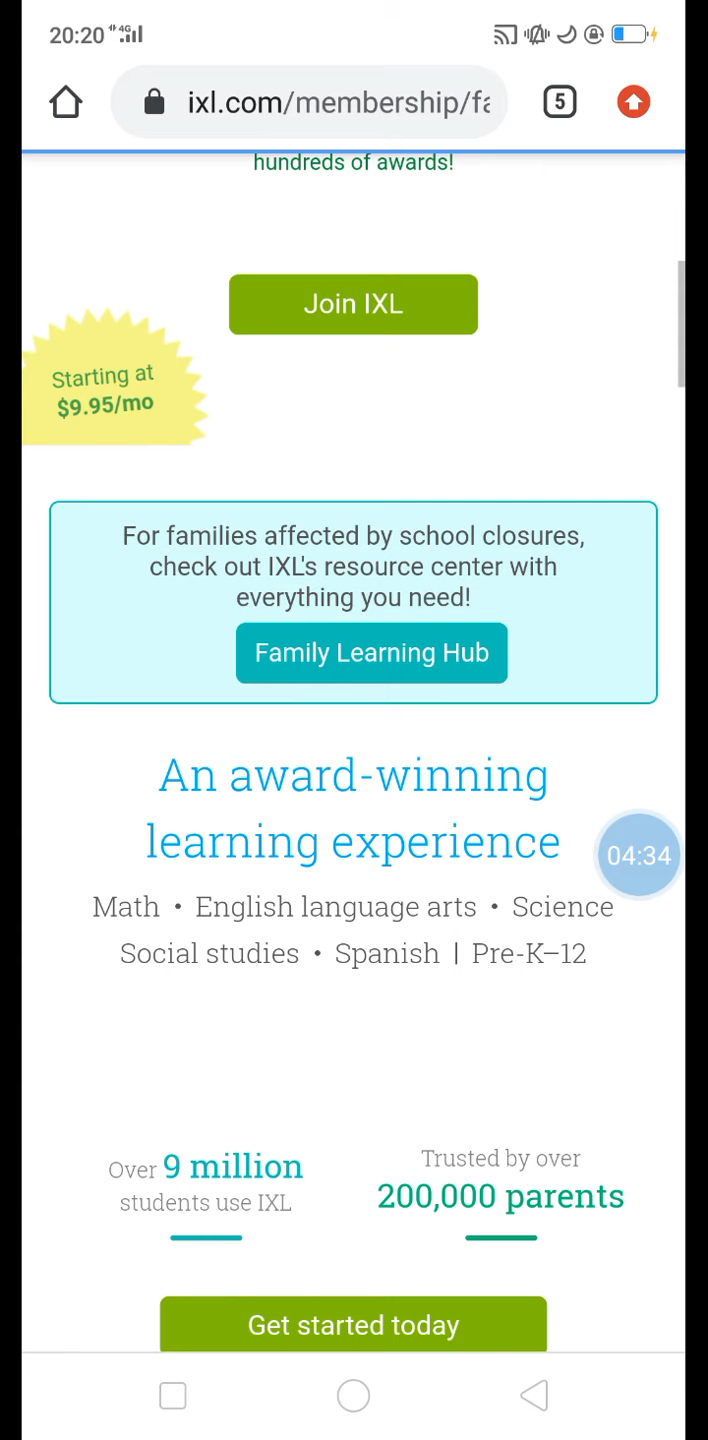 20:20 4G
ixl.com/membership/fa
5
hundreds of awards!
Join IXL
Starting at
$9.95/mo
For families affected by school closures,
check out IXL's resource center with
everything you need!
Family Learning Hub
An award-winning
learning experience
04:34
Math • English language arts • Science
Social studies • Spanish | Pre-K–12
Over 9 million
students use IXL
Trusted by over
200,000 parents
Get started today